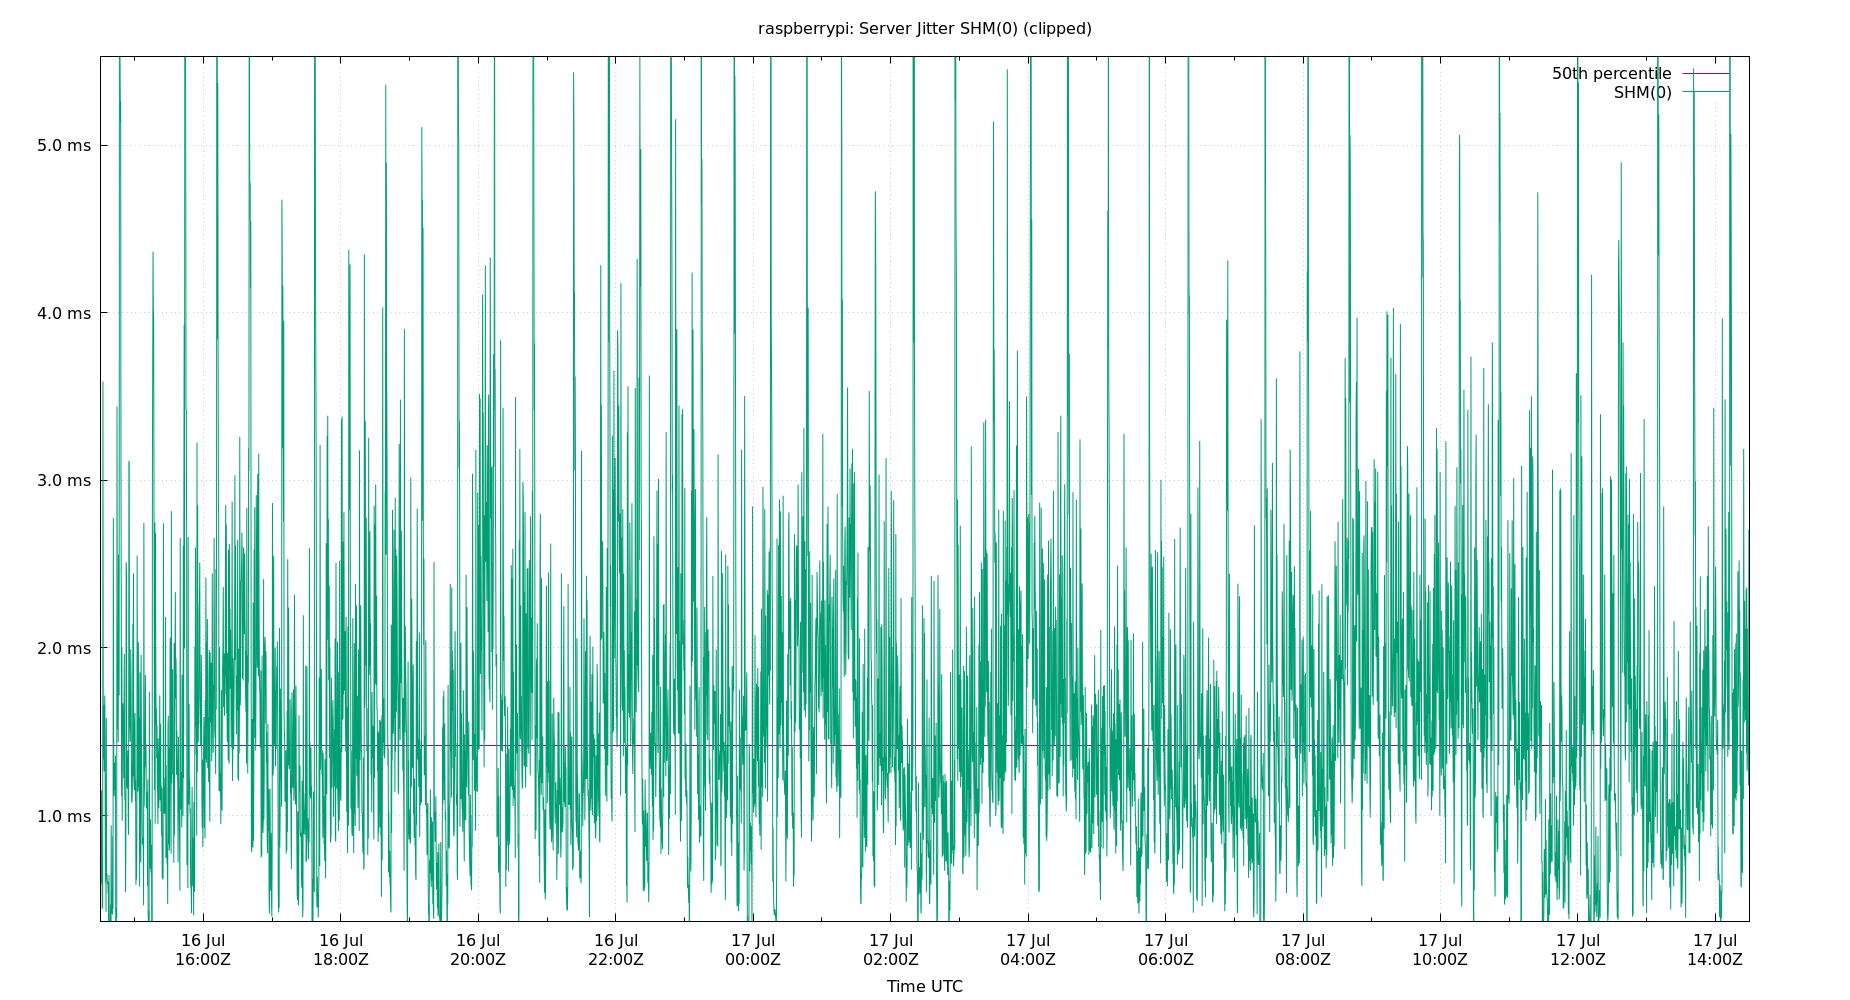 raspberrypi: Server Jitter SHM(0) (clipped)
50th percentile
SHM(0)
5.0 ms
4.0 ms
3.0 ms
2.0 ms
1.0 ms
16 Jul 16 Jul 16 Jul 16 Jul 17 Jul 17 Jul 17 Jul 17 Jul 17 Jul 17 Jul 17 Jul 17 Jul
16:00Z 18:00Z 20:00Z 22:00Z 00:00Z 02:00Z 04:00Z 06:00Z 08:00Z 10:00Z 12:00Z 14:00Z
Time UTC